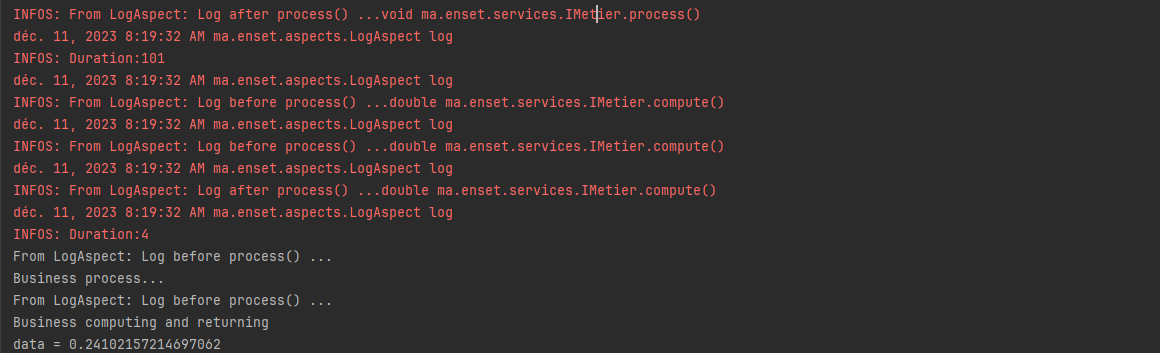 INFOS: From LogAspect: Log after process() ...void ma.enset.services.IMetier.process()
déc. 11, 2023 8:19:32 AM ma.enset.aspects.LogAspect log
INFOS: Duration:101
déc. 11, 2023 8:19:32 AM ma.enset.aspects.LogAspect log
INFOS: From LogAspect: Log before process() ...double ma.enset.services.IMetier.compute()
déc. 11, 2023 8:19:32 AM ma.enset.aspects.LogAspect log
INFOS: From LogAspect: Log before process() ...double ma.enset.services.IMetier.compute()
déc. 11, 2023 8:19:32 AM ma.enset.aspects.LogAspect log
INFOS: From LogAspect: Log after process() ...double ma.enset.services.IMetier.compute()
déc. 11, 2023 8:19:32 AM ma.enset.aspects.LogAspect log
INFOS: Duration:4
From LogAspect: Log before process() ...
Business process...
From LogAspect: Log before process() ...
Business computing and returning
data = 0.24102157214697062